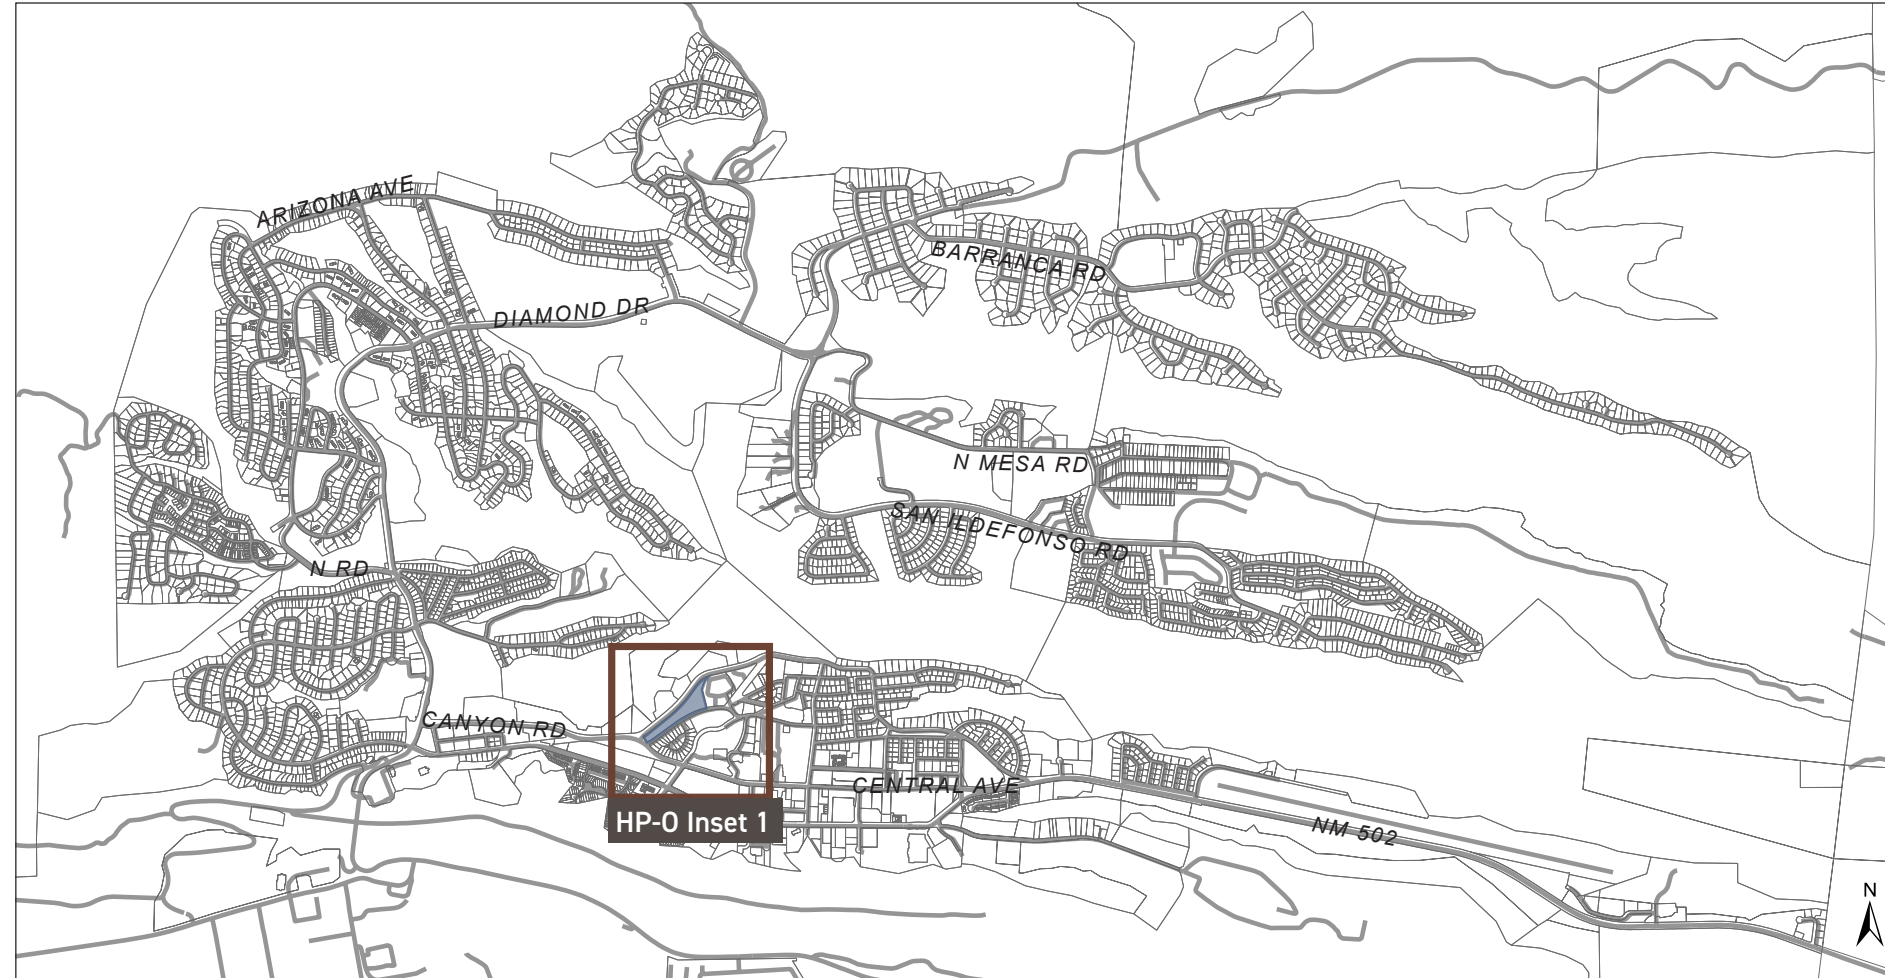 ARIZONA AVE
BARRANCA RD
DIAMOND DR
N MESA RD
SAN ILDEFONSO RD
N RD
CANYON RD
CENTRAL AVE
HP-O Inset 1
NM 502
N